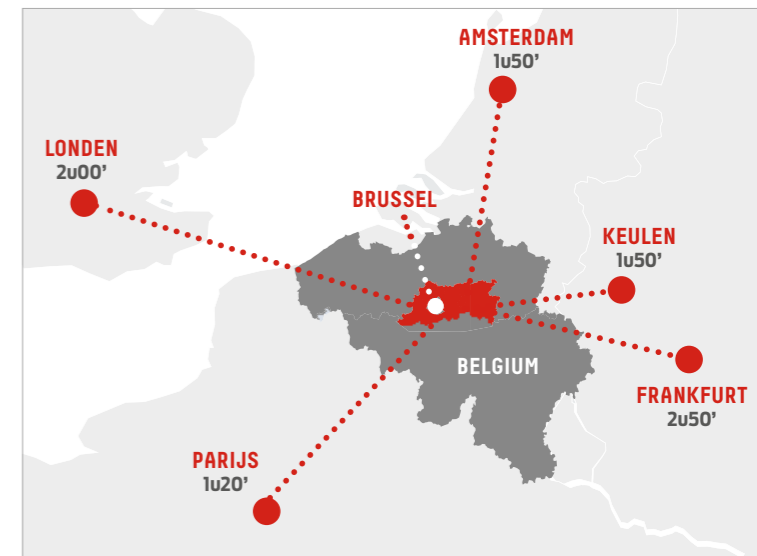 AMSTERDAM
1u50’
LONDEN
2u00’
BRUSSEL
KEULEN
1u50’
BELGIUM
FRANKFURT
2u50’
PARIJS
1u20’